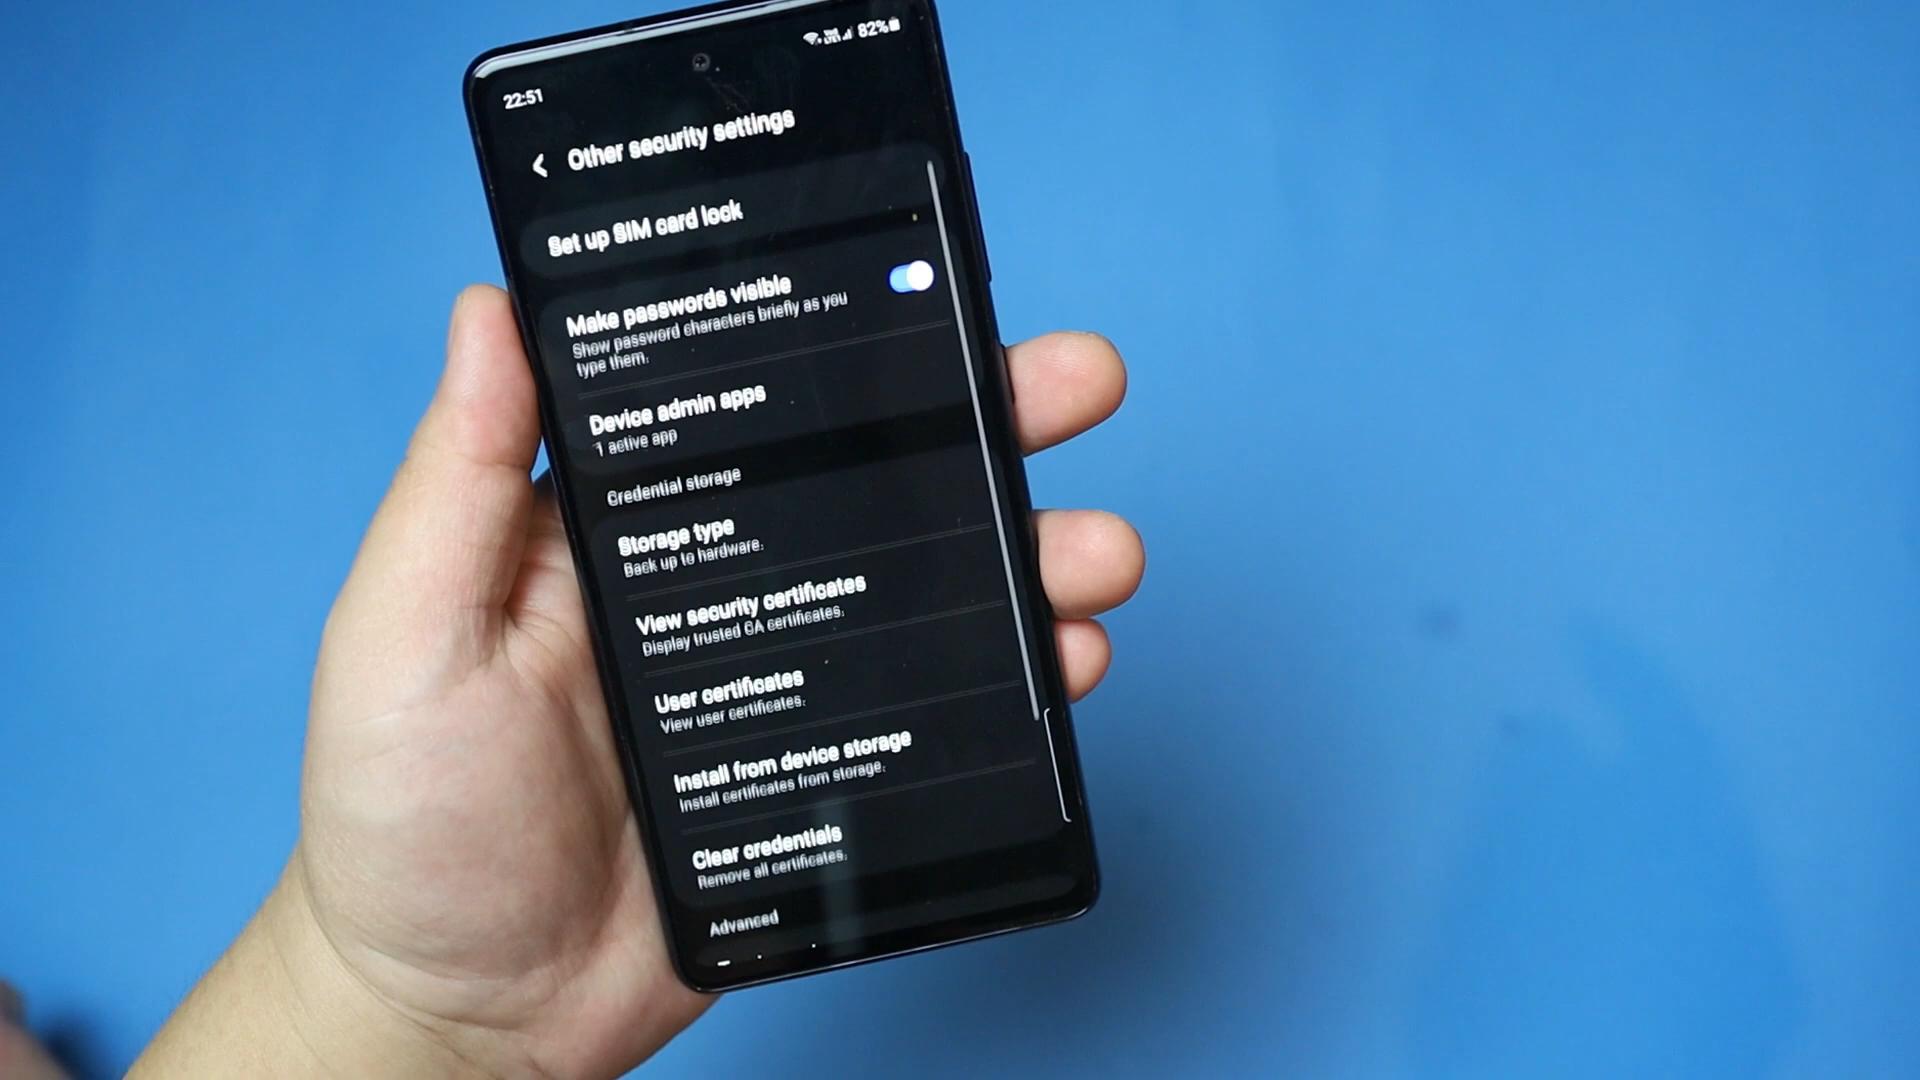 82%
22:51
Other security settings
Set up SIM card lock
Make passwords visible
Show password characters briefly as you
type them.
Device admin apps
1 active app
Credential storage
Storage type
Back up to hardware.
View security certificates
Display trusted CA certificates.
User certificates
View user certificates.
Install from device storage
Install certificates from storage.
Clear credentials
Remove all certificates.
Advanced